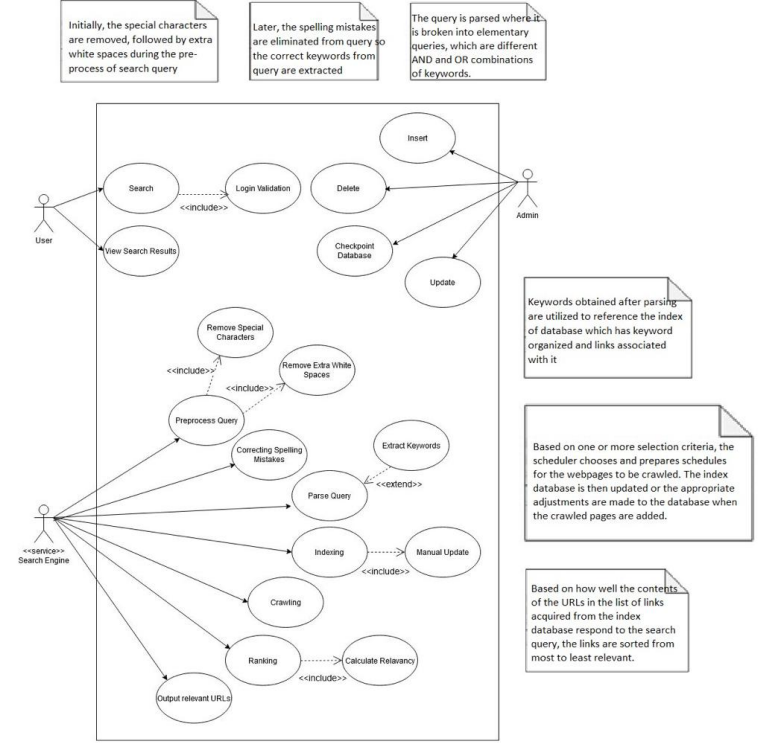 Initially, the special characters
are removed, followed by extra
white spaces during the pre-
process of search query
Later, the spelling mistakes
are eliminated from query so
the correct keywords from
query are extracted
The query is parsed where it
is broken into elementary
queries, which are different
AND and OR combinations
of keywords.
Insert
Search
Login Validation
Delete
<<include>>
User
Admin
View Search Results
Checkpoint
Database
Update
Keywords obtained after parsing
are utilized to reference the index
of database which has keyword
organized and links associated
with it
Remove Special
Characters
<<include>>
Remove Extra White
Spaces
<<include>>
Preprocess Query
Correcting Spelling
Mistakes
Extract Keywords
<<extend>>
Parse Query
Based on one or more selection criteria, the
scheduler chooses and prepares schedules
for the webpages to be crawled. The index
database is then updated or the appropriate
adjustments are made to the database when
the crawled pages are added.
<<service>>
Search Engine
Indexing
Manual Update
<<include>>
Crawling
Based on how well the contents
of the URLs in the list of links
acquired from the index
database respond to the search
query, the links are sorted from
most to least relevant.
Ranking
Calculate Relavancy
<<include>>
Output relevant URLs